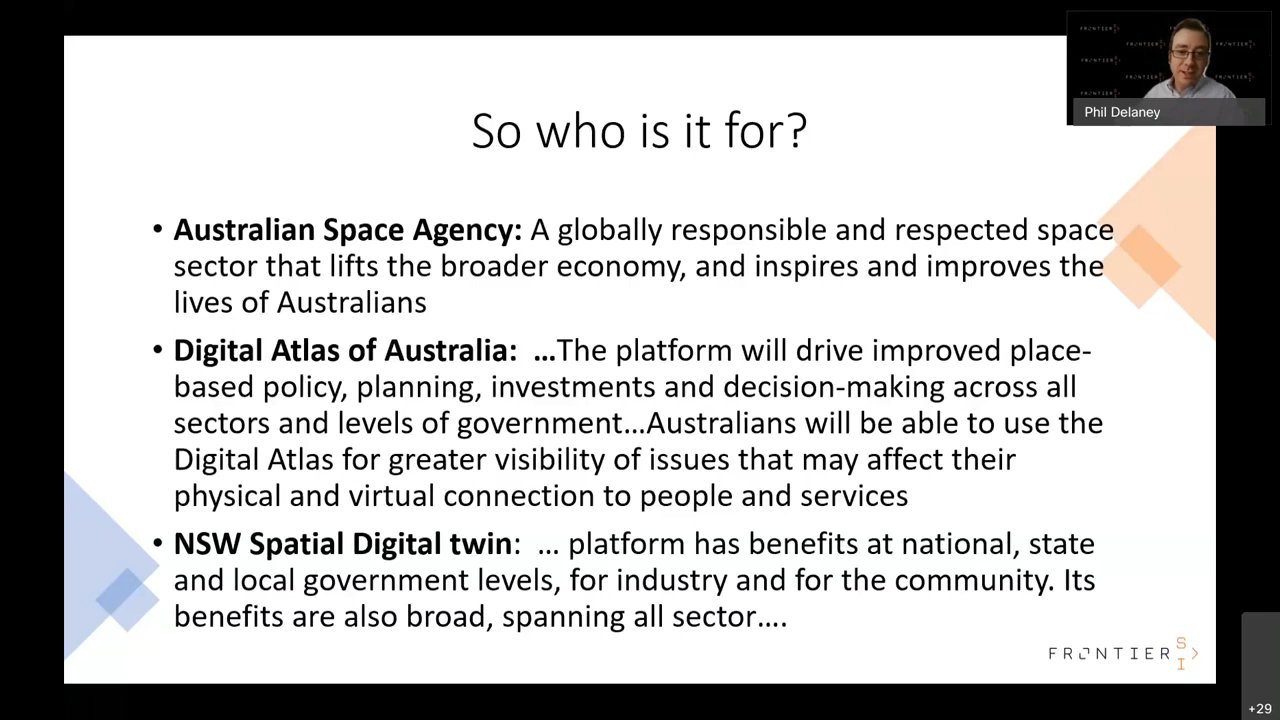 Phil Delaney
So who is it for?
• Australian Space Agency: A globally responsible and respected space
sector that lifts the broader economy, and inspires and improves the
lives of Australians
• Digital Atlas of Australia:  ...The platform will drive improved place-
based policy, planning, investments and decision-making across all
sectors and levels of government...Australians will be able to use the
Digital Atlas for greater visibility of issues that may affect their
physical and virtual connection to people and services
• NSW Spatial Digital twin:  ... platform has benefits at national, state
and local government levels, for industry and for the community. Its
benefits are also broad, spanning all sector....
FRONTIER SI
+29